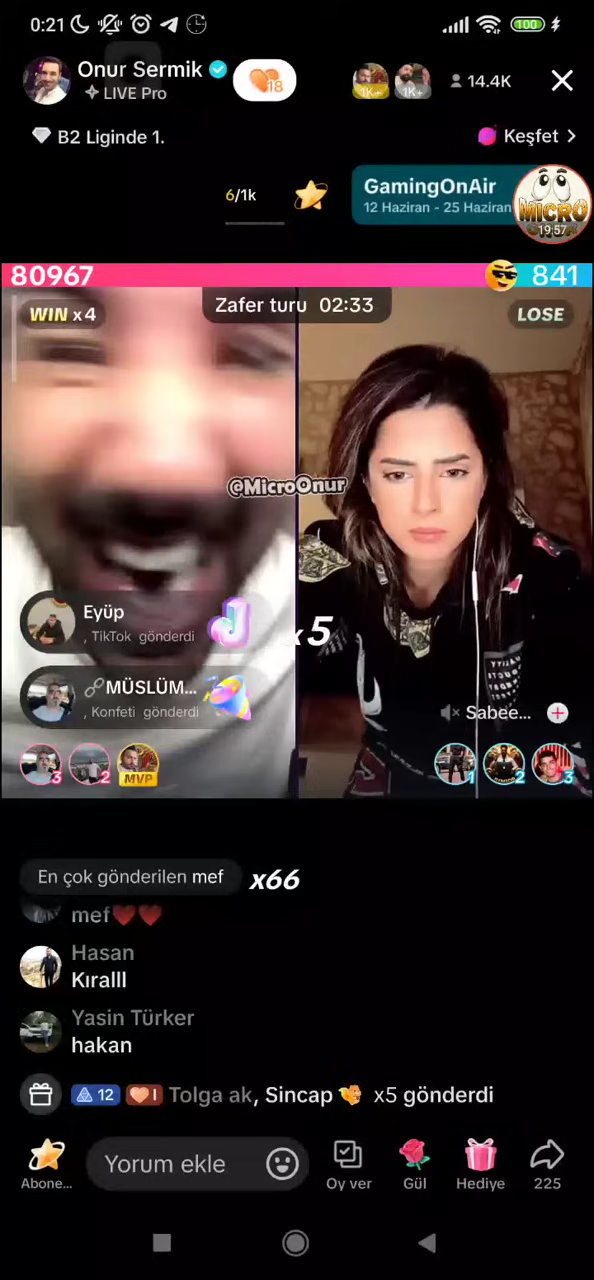 0:21
100
Onur Sermik
LIVE Pro
18
1K+
1K+
14.4K
B2 Liginde 1.
Keşfet
6/1k
GamingOnAir
12 Haziran - 25 Haziran
MICRO
19:57
80967
841
WIN x4
Zafer turu 02:33
LOSE
@MicroOnur
Eyüp
, TikTok gönderdi
x5
MÜSLÜM...
, Konfeti gönderdi
Sabee...
3
2
MVP
1
2
3
En çok gönderilen mef
x66
mef❤️❤️
Hasan
Kıralll
Yasin Türker
hakan
12
I
Tolga ak, Sincap x5 gönderdi
Abone...
Yorum ekle
Oy ver
Gül
Hediye
225